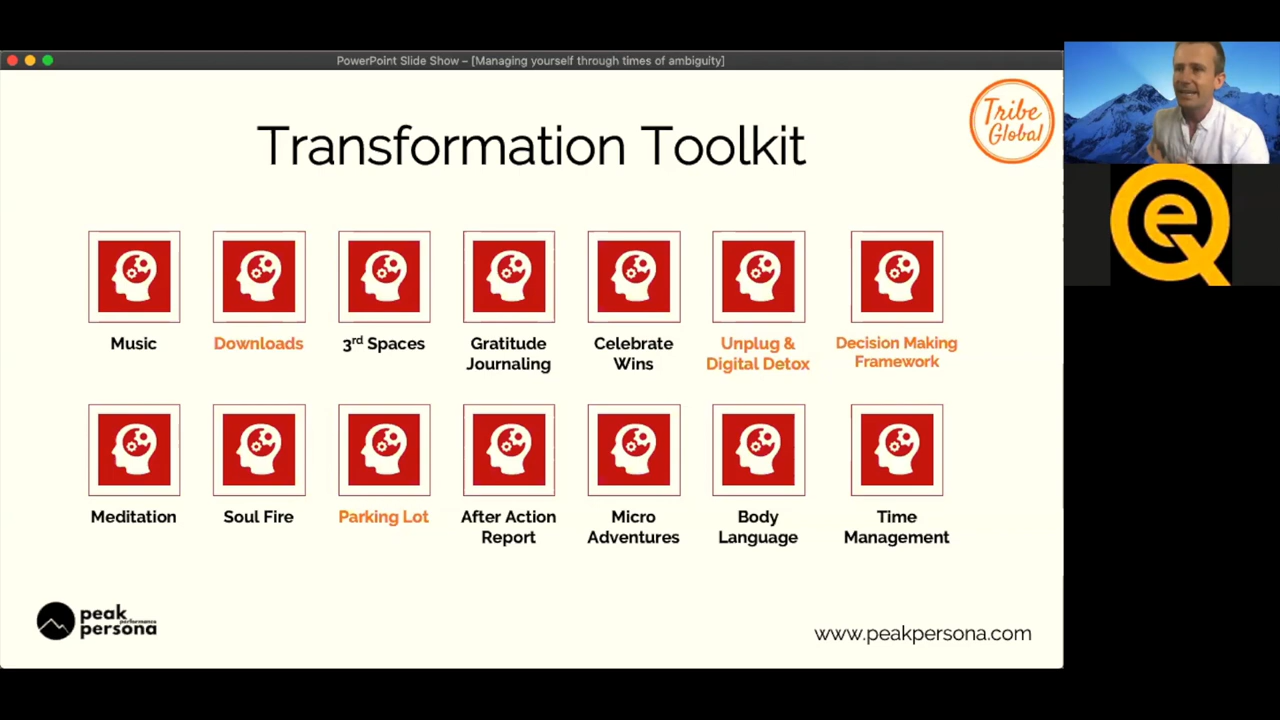 PowerPoint Slide Show – [Managing yourself through times of ambiguity]
Tribe
Global
Transformation Toolkit
Music
Downloads
3rd Spaces
Gratitude
Journaling
Celebrate
Wins
Unplug &
Digital Detox
Decision Making
Framework
Meditation
Soul Fire
Parking Lot
After Action
Report
Micro
Adventures
Body
Language
Time
Management
peak
performance
persona
www.peakpersona.com
eQ